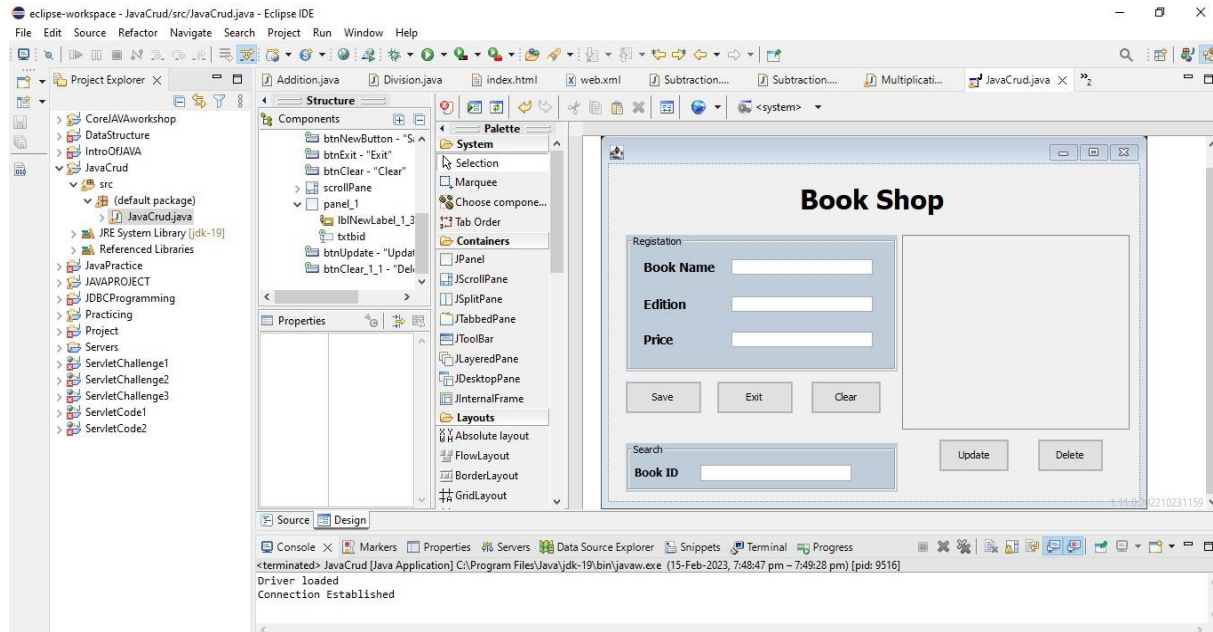 eclipse-workspace - JavaCrud/src/JavaCrud.java - Eclipse IDE
File Edit Source Refactor Navigate Search Project Run Window Help
Project Explorer
CoreJAVAworkshop
DataStructure
IntroOfJAVA
JavaCrud
src
(default package)
JavaCrud.java
JRE System Library [jdk-19]
Referenced Libraries
JavaPractice
JAVAPROJECT
JDBCProgramming
Practicing
Project
Servers
ServletChallenge1
ServletChallenge2
ServletChallenge3
ServletCode1
ServletCode2
Addition.java Division.java index.html web.xml Subtraction.... Subtraction.... Multiplicati... JavaCrud.java »2
Structure
Components
btnNewButton - "Sa
btnExit - "Exit"
btnClear - "Clear"
scrollPane
panel_1
lblNewLabel_1_3
txtbid
btnUpdate - "Updat
btnClear_1_1 - "Del
Properties
<system>
Palette
System
Selection
Marquee
Choose compone...
Tab Order
Containers
JPanel
JScrollPane
JSplitPane
JTabbedPane
JToolBar
JLayeredPane
JDesktopPane
JInternalFrame
Layouts
Absolute layout
FlowLayout
BorderLayout
GridLayout
Book Shop
Registation
Book Name
Edition
Price
Save Exit Clear
Search
Book ID
Update Delete
1.11.0.202210231159
Source Design
Console Markers Properties Servers Data Source Explorer Snippets Terminal Progress
<terminated> JavaCrud [Java Application] C:\Program Files\Java\jdk-19\bin\javaw.exe (15-Feb-2023, 7:48:47 pm – 7:49:28 pm) [pid: 9516]
Driver loaded
Connection Established